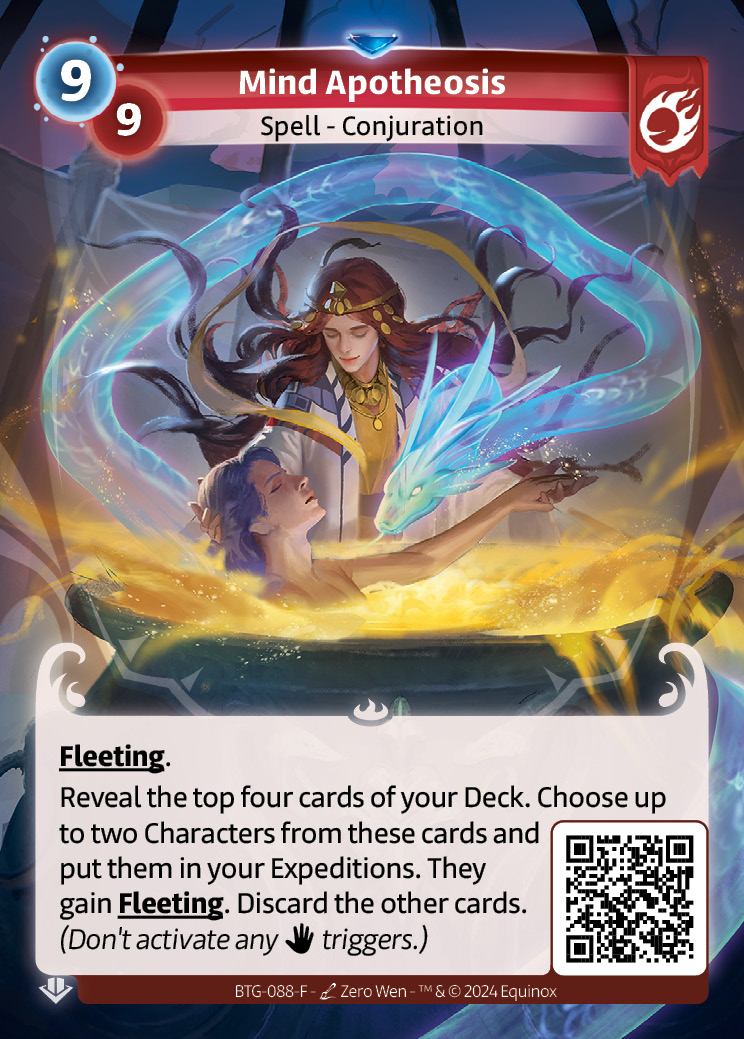 9
9
Mind Apotheosis
Spell - Conjuration
Fleeting.
Reveal the top four cards of your Deck. Choose up
to two Characters from these cards and
put them in your Expeditions. They
gain Fleeting. Discard the other cards.
(Don't activate any triggers.)
BTG-088-F - Zero Wen - ™ & © 2024 Equinox